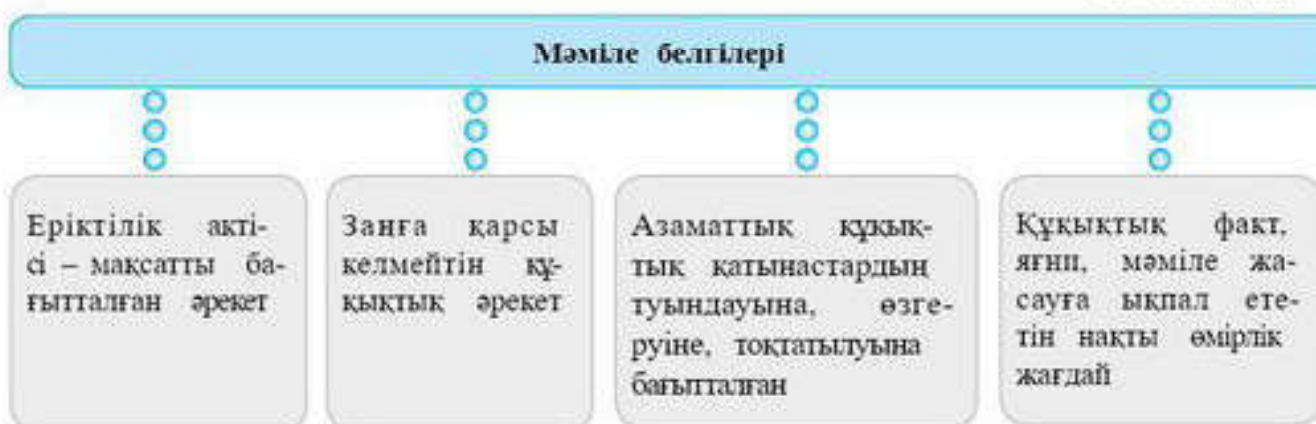 Мәміле белгілері
Еріктілік акті-
сі – мақсатты ба-
ғытталған әрекет
Заңға қарсы
келмейтін құ-
қықтық әрекет
Азаматтық құқық-
тық қатынастардың
туындауына, өзге-
руіне, тоқтатылуына
бағытталған
Құқықтық факт,
яғни, мәміле жа-
сауға ықпал ете-
тін нақты өмірлік
жағдай